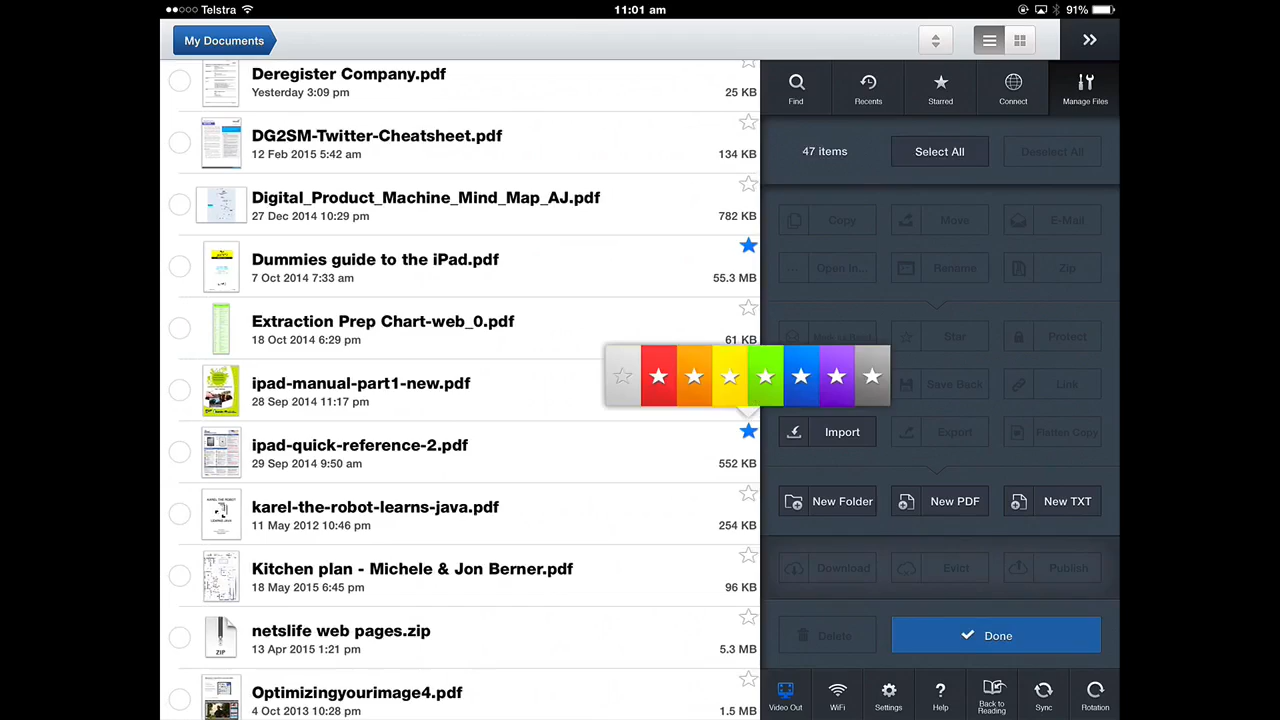 Telstra
11:01 am
91%
My Documents
Deregister Company.pdf
Yesterday 3:09 pm
25 KB
DG2SM-Twitter-Cheatsheet.pdf
12 Feb 2015 5:42 am
134 KB
Digital_Product_Machine_Mind_Map_AJ.pdf
27 Dec 2014 10:29 pm
782 KB
Dummies guide to the iPad.pdf
7 Oct 2014 7:33 am
55.3 MB
Extraction Prep Chart-web_0.pdf
18 Oct 2014 6:29 pm
61 KB
ipad-manual-part1-new.pdf
28 Sep 2014 11:17 pm
ipad-quick-reference-2.pdf
29 Sep 2014 9:50 am
552 KB
karel-the-robot-learns-java.pdf
11 May 2012 10:46 pm
254 KB
Kitchen plan - Michele & Jon Berner.pdf
18 May 2015 6:45 pm
96 KB
netslife web pages.zip
13 Apr 2015 1:21 pm
5.3 MB
ZIP
Optimizingyourimage4.pdf
4 Oct 2013 10:28 pm
1.5 MB
Find
Recents
Starred
Connect
Manage Files
47 items
Select All
Deselect All
Copy
Move
E-Mail
Open In...
Rename
Zip
Star
Protect
Save Back
Link
Import
Export
Flatten Copy
New Folder
New PDF
New TXT
Download
Evict
Publish
Delete
Done
Video Out
WiFi
Settings
Help
Back to
Reading
Sync
Rotation